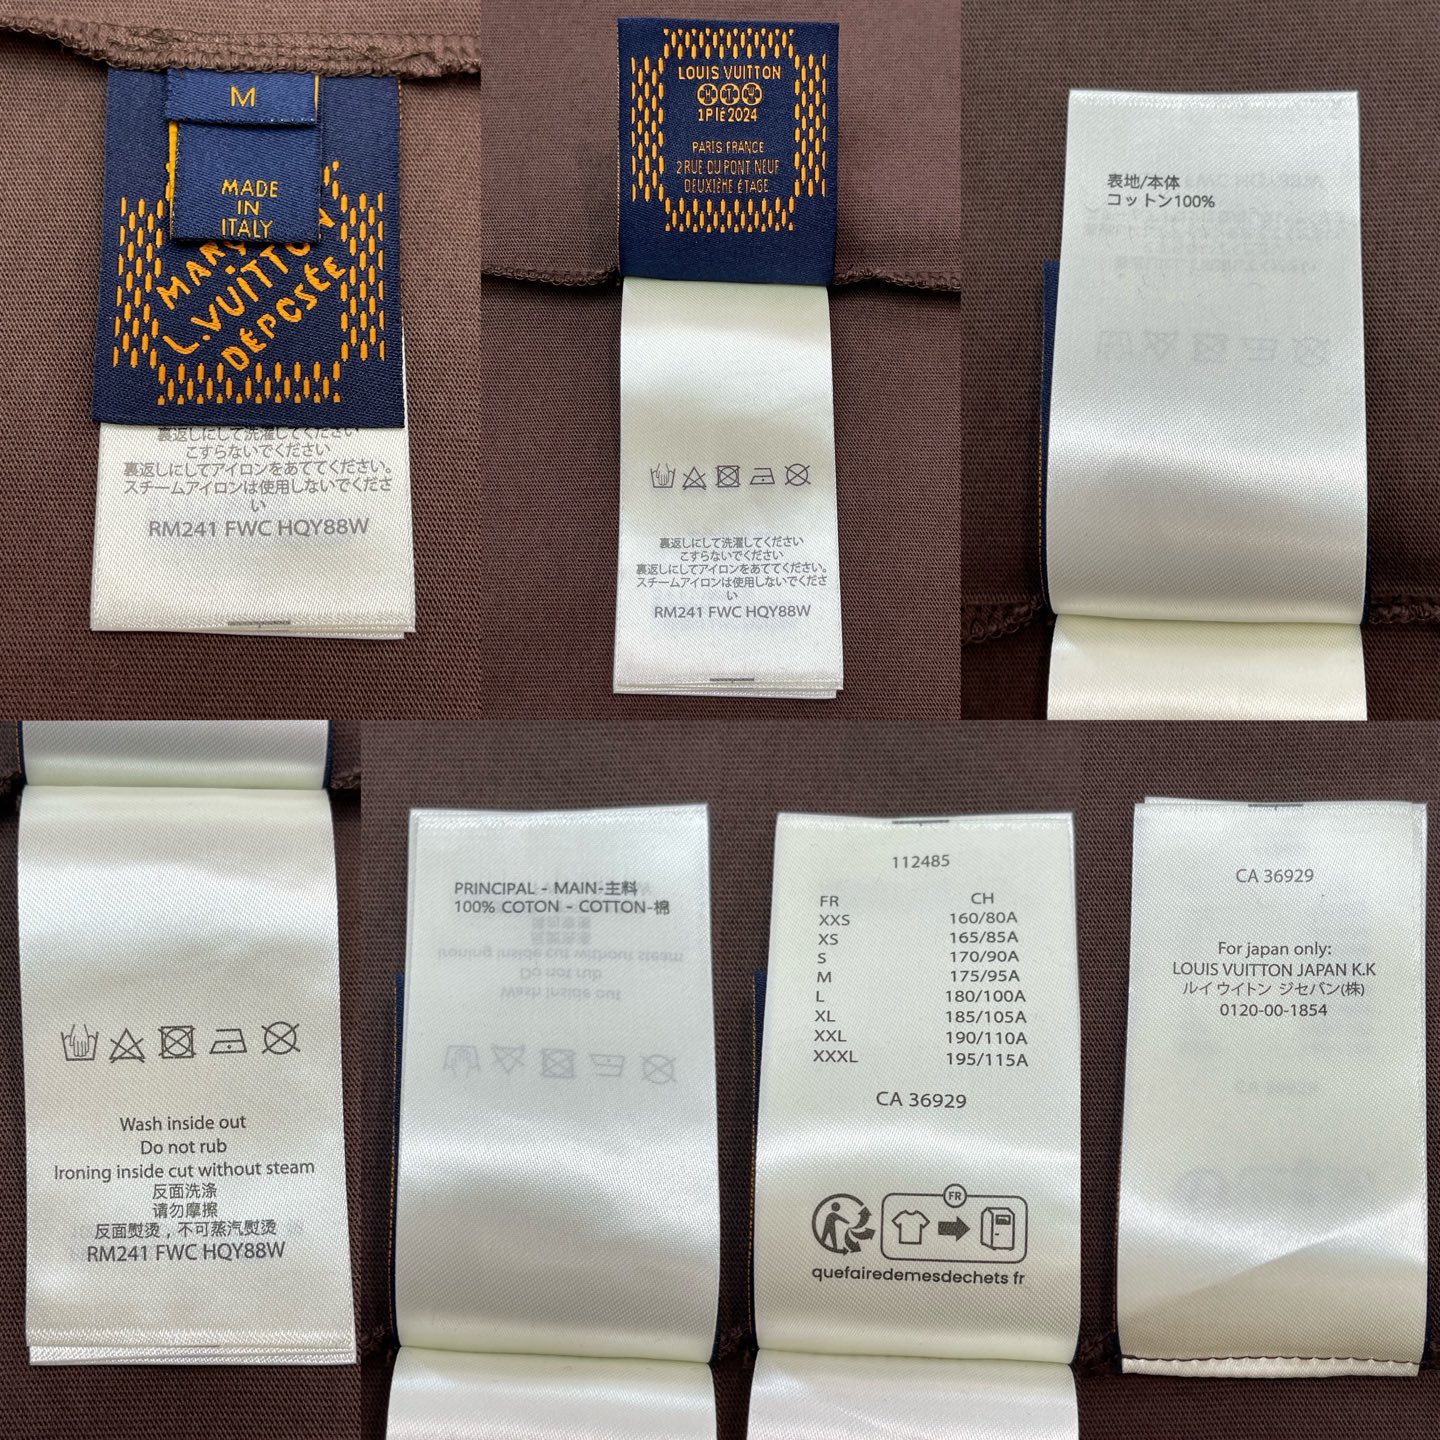 M
MADE
IN
ITALY
MARQ
L.VUiTTON
DÉPCSÉE
裏返しにして洗濯してください
こすらないでください
裏返しにしてアイロンをあててください。
スチームアイロンは使用しないでくださ
い
RM241 FWC HQY88W
LOUIS VUITTON
1PIÉ2024
PARIS FRANCE
2 RUE DU PONT NEUF
DEUXIÈME ÉTAGE
裏返しにして洗濯してください
こすらないでください
裏返しにしてアイロンをあててください。
スチームアイロンは使用しないでくださ
い
RM241 FWC HQY88W
表地/本体
コットン100%
Wash inside out
Do not rub
Ironing inside cut without steam
反面洗涤
请勿摩擦
反面熨烫，不可蒸汽熨烫
RM241 FWC HQY88W
PRINCIPAL - MAIN-主料
100% COTON - COTTON-棉
112485
FR CH
XXS 160/80A
XS 165/85A
S 170/90A
M 175/95A
L 180/100A
XL 185/105A
XXL 190/110A
XXXL 195/115A
CA 36929
FR
quefairedemesdechets fr
CA 36929
For japan only:
LOUIS VUITTON JAPAN K.K
ルイ ウイトン ジセバン(株)
0120-00-1854